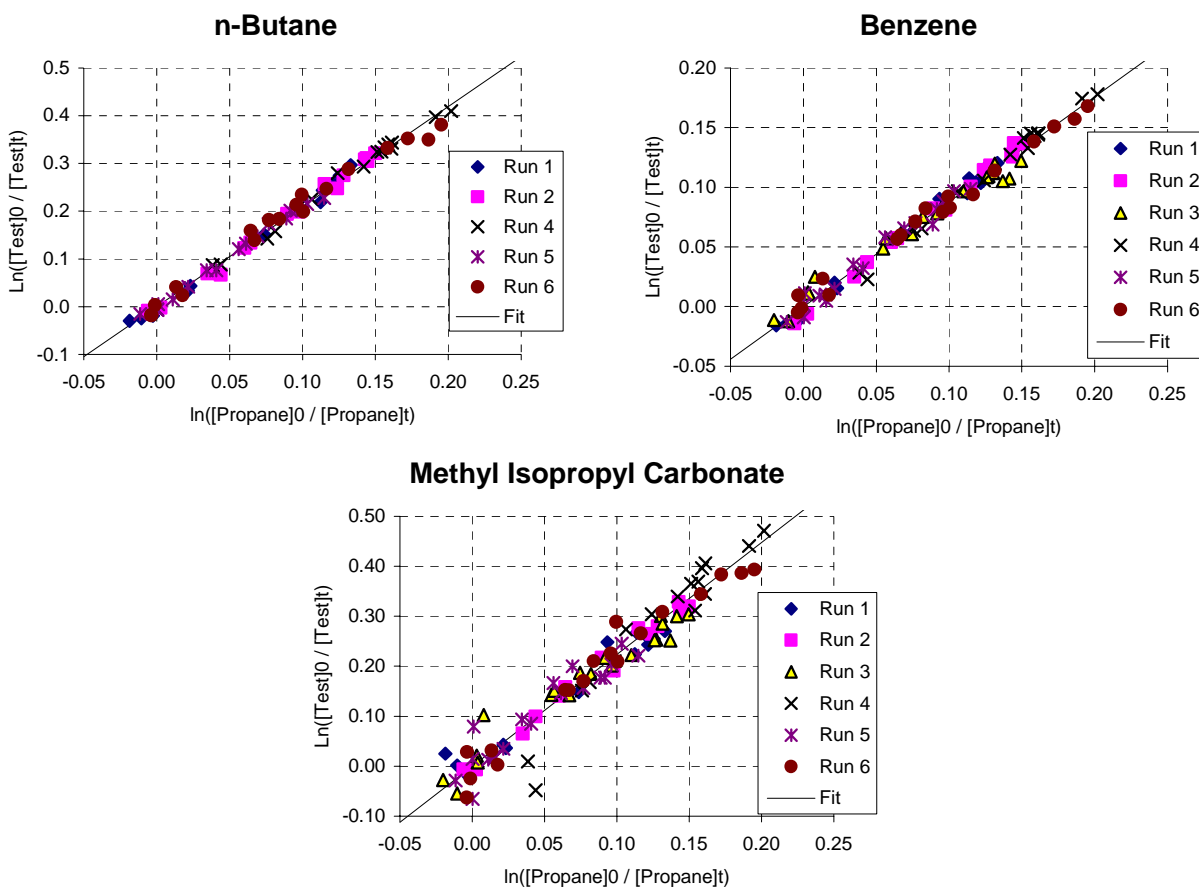 n-Butane
Ln([Test]0 / [Test]t)
0.5
0.4
0.3
0.2
0.1
0.0
-0.1
-0.05 0.00 0.05 0.10 0.15 0.20 0.25
ln([Propane]0 / [Propane]t)
Run 1
Run 2
Run 4
Run 5
Run 6
Fit
Benzene
Ln([Test]0 / [Test]t)
0.20
0.15
0.10
0.05
0.00
-0.05
-0.05 0.00 0.05 0.10 0.15 0.20 0.25
ln([Propane]0 / [Propane]t)
Run 1
Run 2
Run 3
Run 4
Run 5
Run 6
Fit
Methyl Isopropyl Carbonate
Ln([Test]0 / [Test]t)
0.50
0.40
0.30
0.20
0.10
0.00
-0.10
-0.05 0.00 0.05 0.10 0.15 0.20 0.25
ln([Propane]0 / [Propane]t)
Run 1
Run 2
Run 3
Run 4
Run 5
Run 6
Fit